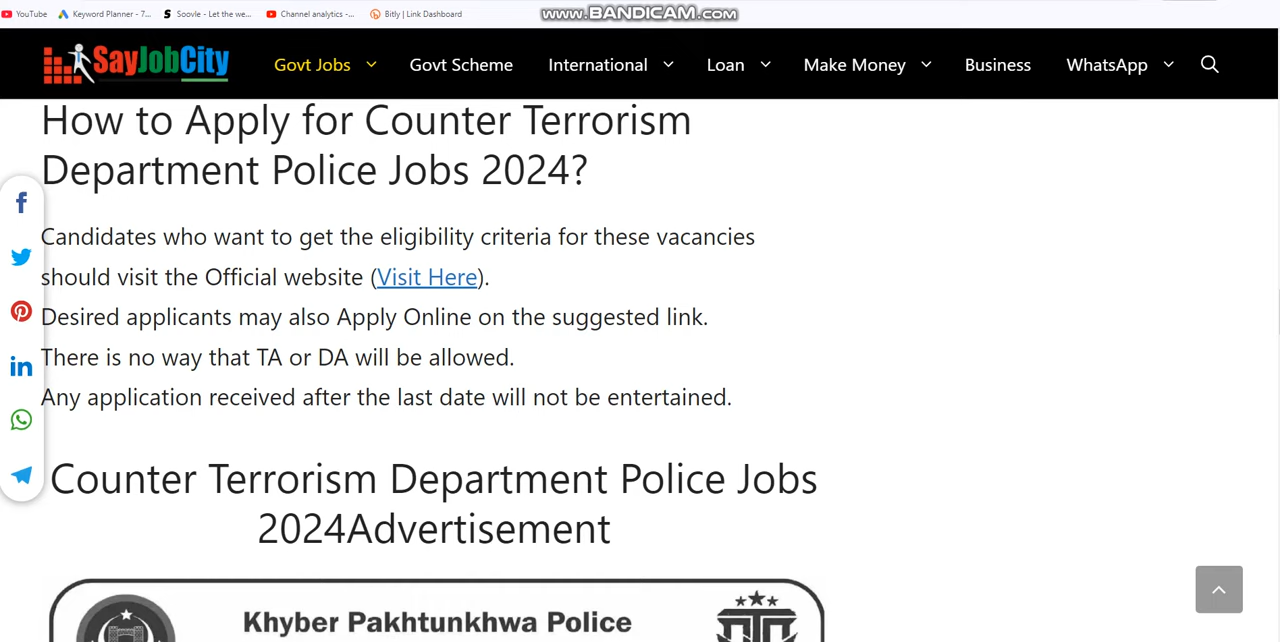 YouTube Keyword Planner - 7... Soovle - Let the we... Channel analytics -... Bitly | Link Dashboard
www.BANDICAM.com
SayJobCity Govt Jobs Govt Scheme International Loan Make Money Business WhatsApp
How to Apply for Counter Terrorism
Department Police Jobs 2024?
Candidates who want to get the eligibility criteria for these vacancies
should visit the Official website (Visit Here).
Desired applicants may also Apply Online on the suggested link.
There is no way that TA or DA will be allowed.
Any application received after the last date will not be entertained.
Counter Terrorism Department Police Jobs
2024Advertisement
Khyber Pakhtunkhwa Police